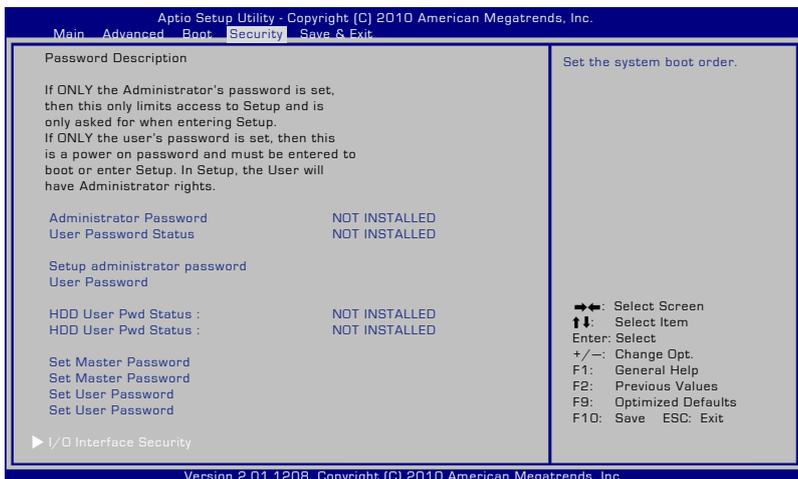 Aptio Setup Utility - Copyright (C) 2010 American Megatrends, Inc.
Main Advanced Boot Security Save & Exit
Password Description
If ONLY the Administrator's password is set,
then this only limits access to Setup and is
only asked for when entering Setup.
If ONLY the user's password is set, then this
is a power on password and must be entered to
boot or enter Setup. In Setup, the User will
have Administrator rights.
Administrator Password NOT INSTALLED
User Password Status NOT INSTALLED
Setup administrator password
User Password
HDD User Pwd Status : NOT INSTALLED
HDD User Pwd Status : NOT INSTALLED
Set Master Password
Set Master Password
Set User Password
Set User Password
▶ I/O Interface Security
Set the system boot order.
→←: Select Screen
↑↓: Select Item
Enter: Select
+/—: Change Opt.
F1: General Help
F2: Previous Values
F9: Optimized Defaults
F10: Save ESC: Exit
Version 2.01.1208. Copyright (C) 2010 American Megatrends, Inc.